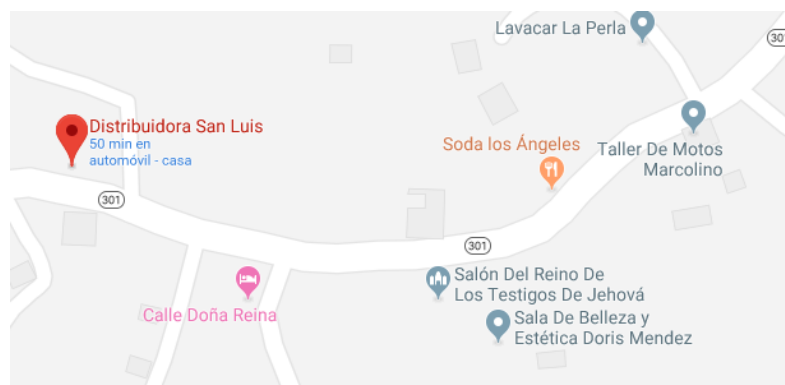 Lavacar La Perla
301
Distribuidora San Luis
50 min en
automóvil - casa
Soda los Ángeles
Taller De Motos
Marcolino
301
301
Salón Del Reino De
Los Testigos De Jehová
Calle Doña Reina
Sala De Belleza y
Estética Doris Mendez